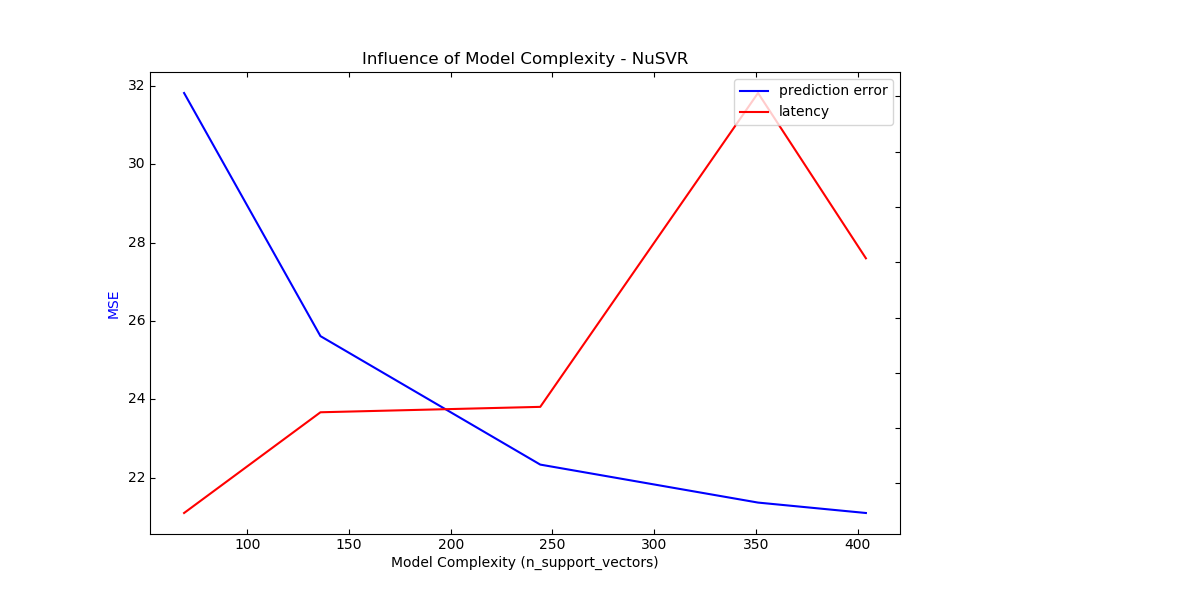 Influence of Model Complexity - NuSVR
prediction error
latency
32
30
28
26
24
22
MSE
100 150 200 250 300 350 400
Model Complexity (n_support_vectors)